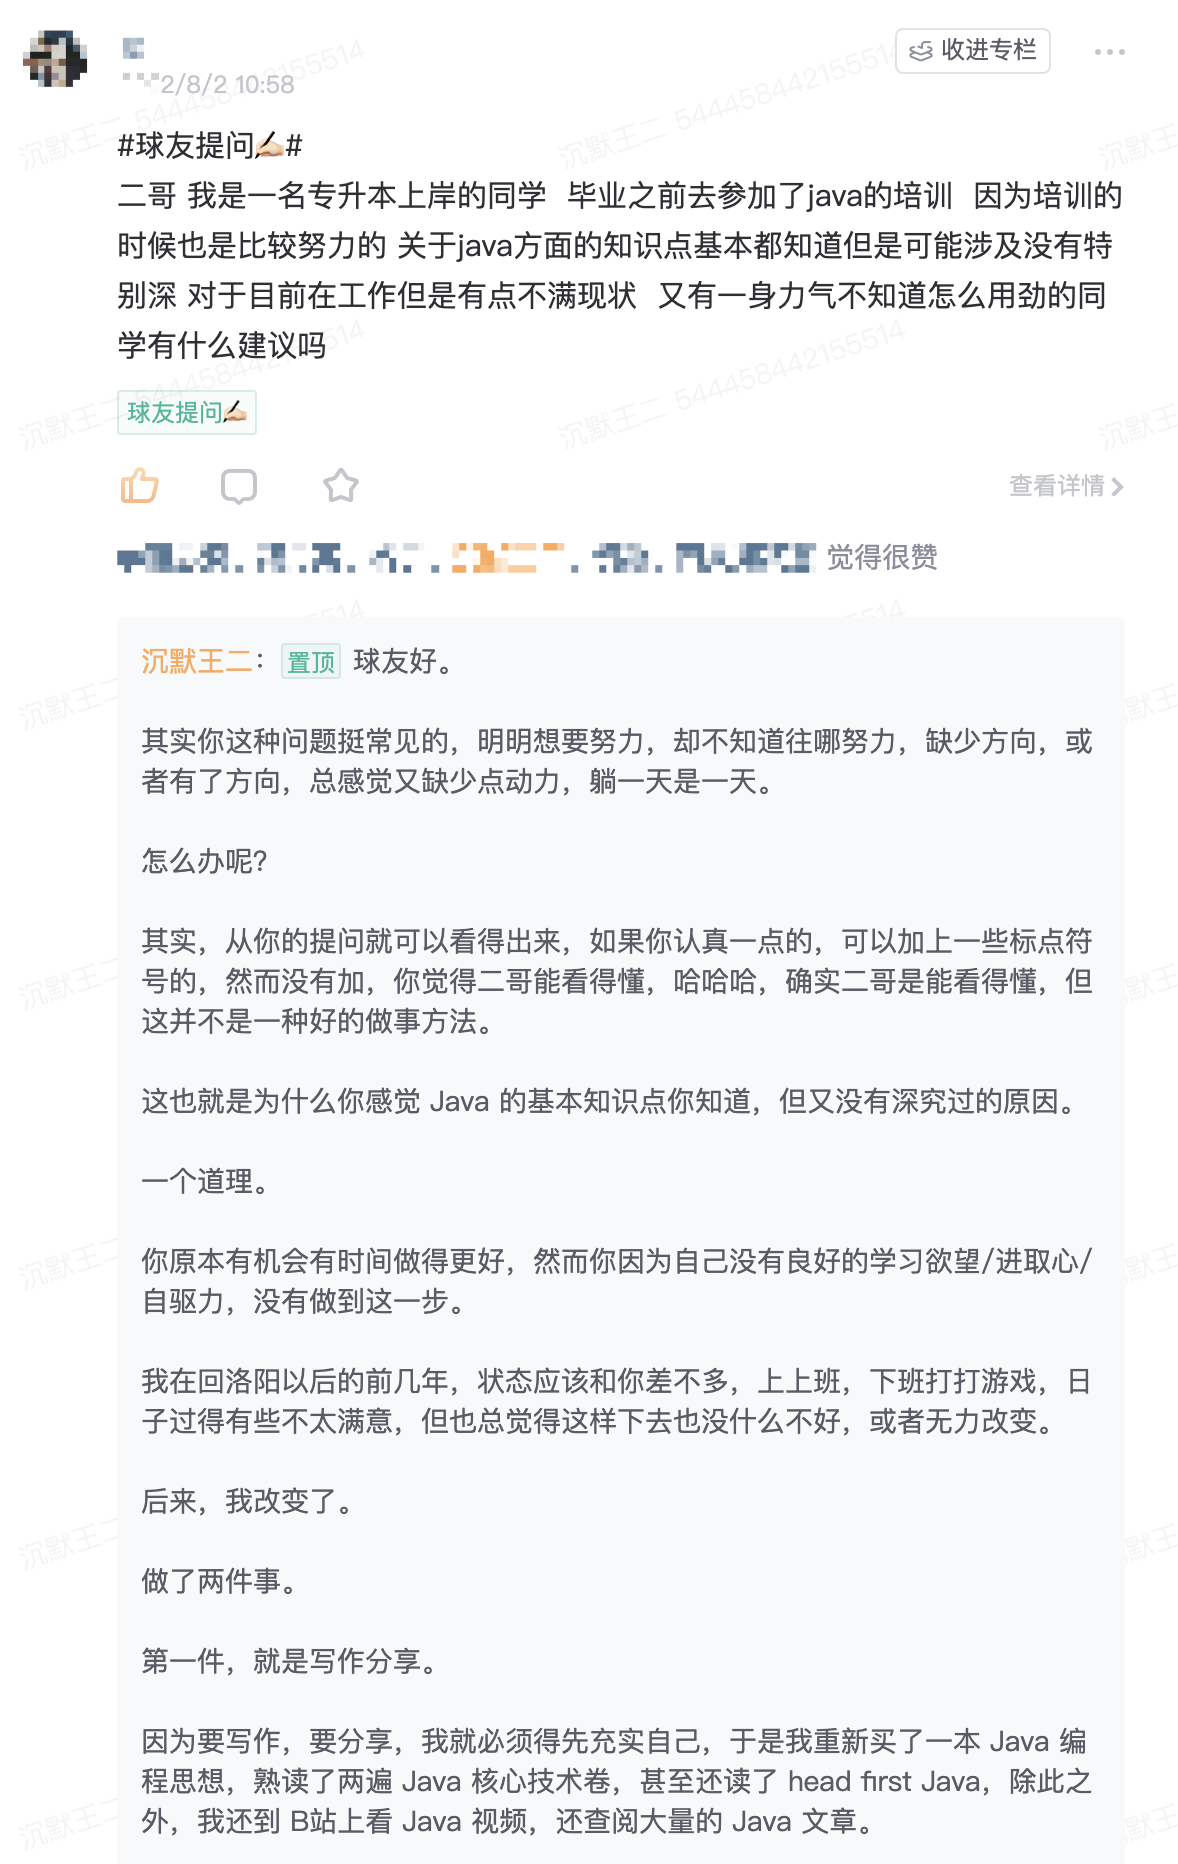 收进专栏
2/8/2 10:58
#球友提问✍🏻#
二哥 我是一名专升本上岸的同学 毕业之前去参加了java的培训 因为培训的
时候也是比较努力的 关于java方面的知识点基本都知道但是可能涉及没有特
别深 对于目前在工作但是有点不满现状 又有一身力气不知道怎么用劲的同
学有什么建议吗
球友提问✍🏻
查看详情
觉得很赞
沉默王二： 置顶 球友好。
其实你这种问题挺常见的，明明想要努力，却不知道往哪努力，缺少方向，或
者有了方向，总感觉又缺少点动力，躺一天是一天。
怎么办呢？
其实，从你的提问就可以看得出来，如果你认真一点的，可以加上一些标点符
号的，然而没有加，你觉得二哥能看得懂，哈哈哈，确实二哥是能看得懂，但
这并不是一种好的做事方法。
这也就是为什么你感觉 Java 的基本知识点你知道，但又没有深究过的原因。
一个道理。
你原本有机会有时间做得更好，然而你因为自己没有良好的学习欲望/进取心/
自驱力，没有做到这一步。
我在回洛阳以后的前几年，状态应该和你差不多，上上班，下班打打游戏，日
子过得有些不太满意，但也总觉得这样下去也没什么不好，或者无力改变。
后来，我改变了。
做了两件事。
第一件，就是写作分享。
因为要写作，要分享，我就必须得先充实自己，于是我重新买了一本 Java 编
程思想，熟读了两遍 Java 核心技术卷，甚至还读了 head first Java，除此之
外，我还到 B站上看 Java 视频，还查阅大量的 Java 文章。
沉默王二 544458442155514